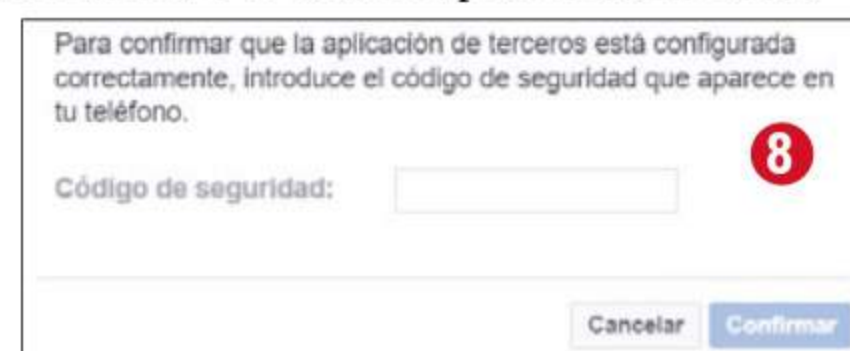 Para confirmar que la aplicación de terceros está configurada
correctamente, introduce el código de seguridad que aparece en
tu teléfono.
8
Código de seguridad:
Cancelar Confirmar